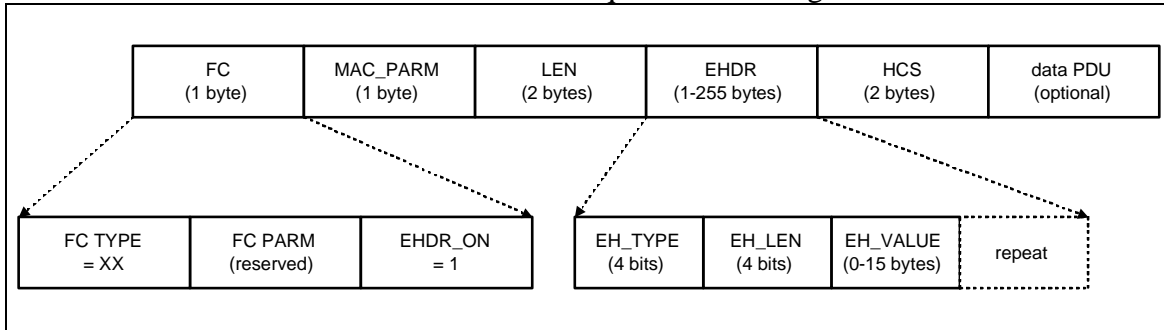 FC
(1 byte)
MAC_PARM
(1 byte)
LEN
(2 bytes)
EHDR
(1-255 bytes)
HCS
(2 bytes)
data PDU
(optional)
FC TYPE
= XX
FC PARM
(reserved)
EHDR_ON
= 1
EH_TYPE
(4 bits)
EH_LEN
(4 bits)
EH_VALUE
(0-15 bytes)
repeat